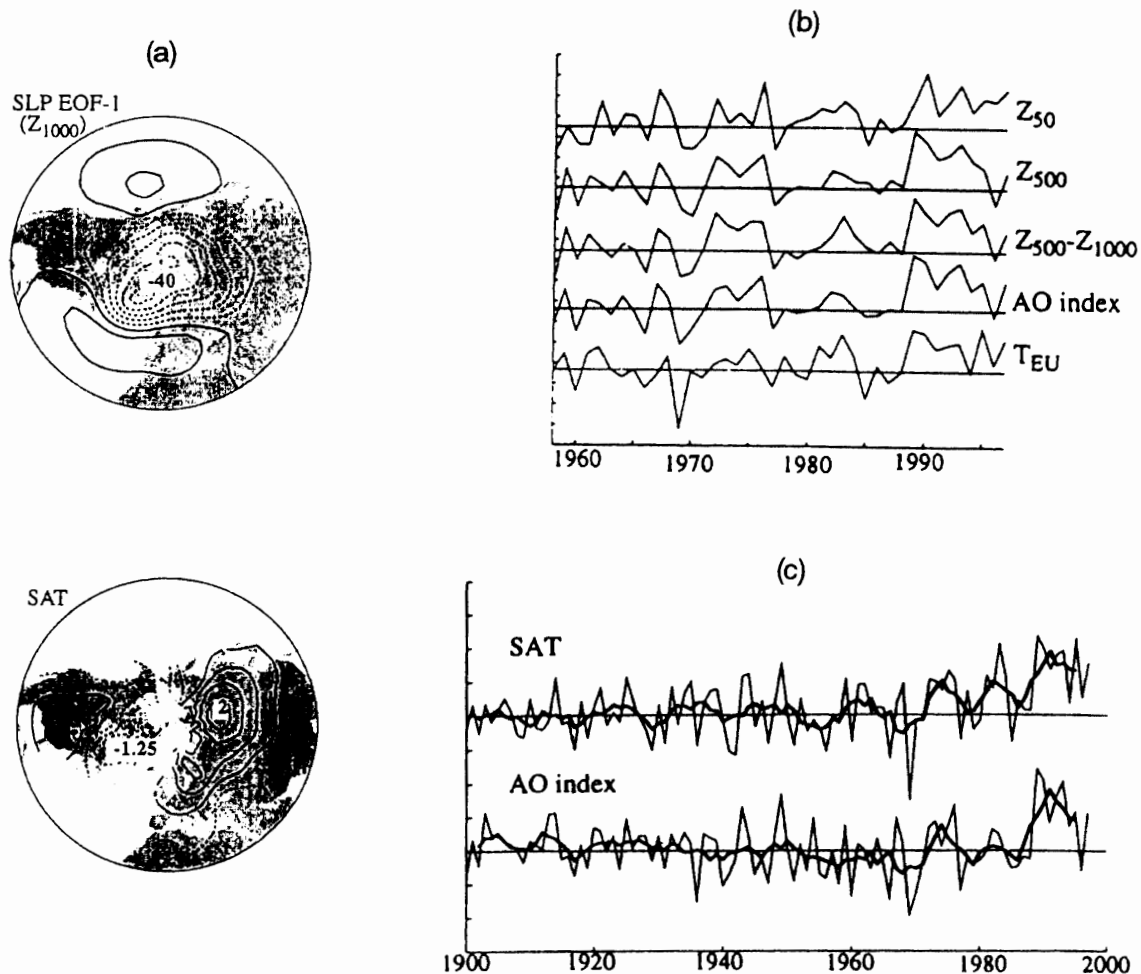 (a)
SLP EOF-1
(Z1000)
-40
(b)
Z50
Z500
Z500-Z1000
AO index
TEU
1960 1970 1980 1990
SAT
2
-1.25
(c)
SAT
AO index
1900 1920 1940 1960 1980 2000